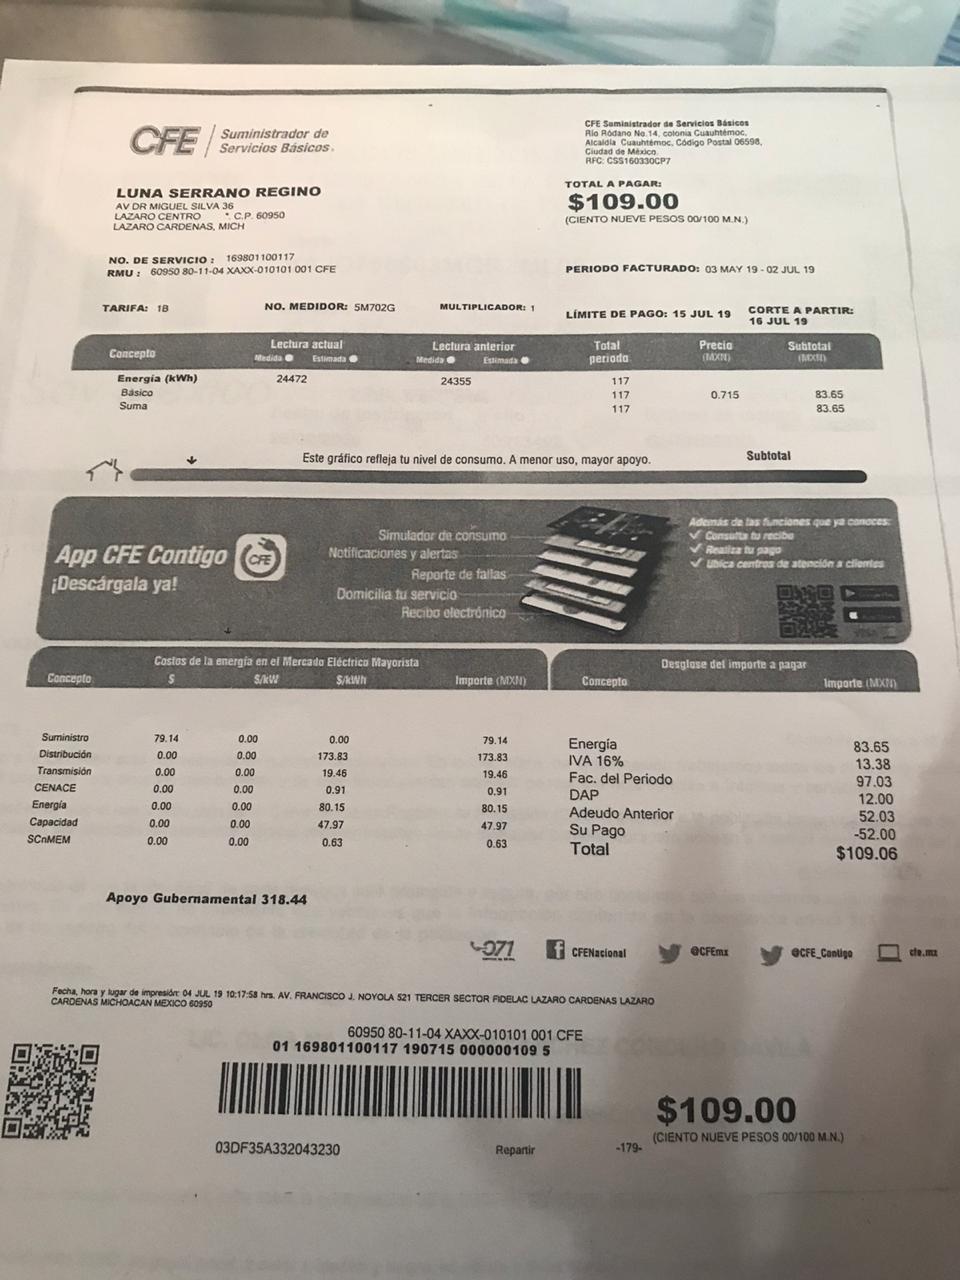 CFE Suministrador de
Servicios Básicos.
CFE Suministrador de Servicios Básicos
Río Ródano No.14, colonia Cuauhtémoc,
Alcaldía Cuauhtémoc, Código Postal 06598,
Ciudad de México.
RFC: CSS160330CP7
LUNA SERRANO REGINO
AV DR MIGUEL SILVA 36
LAZARO CENTRO *. C.P. 60950
LAZARO CARDENAS, MICH
TOTAL A PAGAR:
$109.00
(CIENTO NUEVE PESOS 00/100 M.N.)
NO. DE SERVICIO : 169801100117
RMU : 60950 80-11-04 XAXX-010101 001 CFE
PERIODO FACTURADO: 03 MAY 19 - 02 JUL 19
TARIFA: 1B NO. MEDIDOR: 5M702G MULTIPLICADOR: 1
LÍMITE DE PAGO: 15 JUL 19 CORTE A PARTIR:
16 JUL 19
Concepto Lectura actual Lectura anterior Total periodo Precio (MXN) Subtotal (MXN)
Medida Estimada Medida Estimada
Energía (kWh) 24472 24355 117
Básico 117 0.715 83.65
Suma 117 83.65
Este gráfico refleja tu nivel de consumo. A menor uso, mayor apoyo. Subtotal
App CFE Contigo CFE
¡Descárgala ya!
Simulador de consumo
Notificaciones y alertas
Reporte de fallas
Domicilia tu servicio
Recibo electrónico
Además de las funciones que ya conoces:
Consulta tu recibo
Realiza tu pago
Ubica centros de atención a clientes
Costos de la energía en el Mercado Eléctrico Mayorista
Concepto $ $/kW $/kWh Importe (MXN)
Suministro 79.14 0.00 0.00 79.14
Distribución 0.00 0.00 173.83 173.83
Transmisión 0.00 0.00 19.46 19.46
CENACE 0.00 0.00 0.91 0.91
Energía 0.00 0.00 80.15 80.15
Capacidad 0.00 0.00 47.97 47.97
SCnMEM 0.00 0.00 0.63 0.63
Desglose del importe a pagar
Concepto Importe (MXN)
Energía 83.65
IVA 16% 13.38
Fac. del Periodo 97.03
DAP 12.00
Adeudo Anterior 52.03
Su Pago -52.00
Total $109.06
Apoyo Gubernamental 318.44
071 CFENacional @CFEmx @CFE_Contigo cfe.mx
Fecha, hora y lugar de impresión: 04 JUL 19 10:17:58 hrs. AV. FRANCISCO J. NOYOLA 521 TERCER SECTOR FIDELAC LAZARO CARDENAS LAZARO
CARDENAS MICHOACAN MEXICO 60950
60950 80-11-04 XAXX-010101 001 CFE
01 169801100117 190715 000000109 5
$109.00
(CIENTO NUEVE PESOS 00/100 M.N.)
03DF35A332043230 Repartir -179-